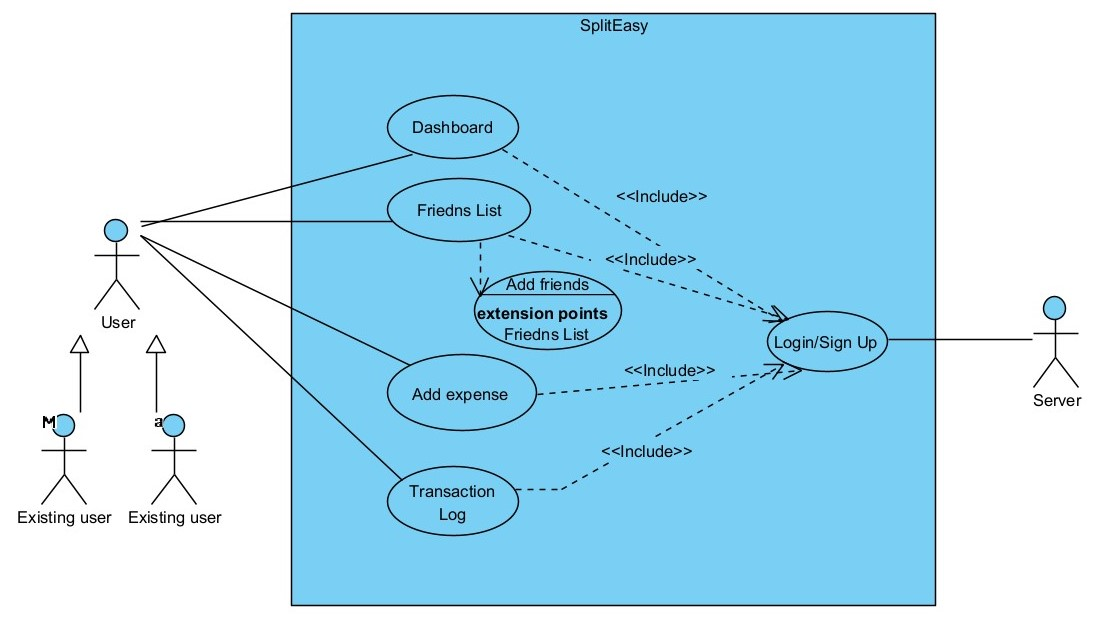 SplitEasy
Dashboard
<<Include>>
Friedns List
<<Include>>
Add friends
extension points
Friedns List
User
Login/Sign Up
Server
<<Include>>
Add expense
M
a
<<Include>>
Transaction
Log
Existing user
Existing user